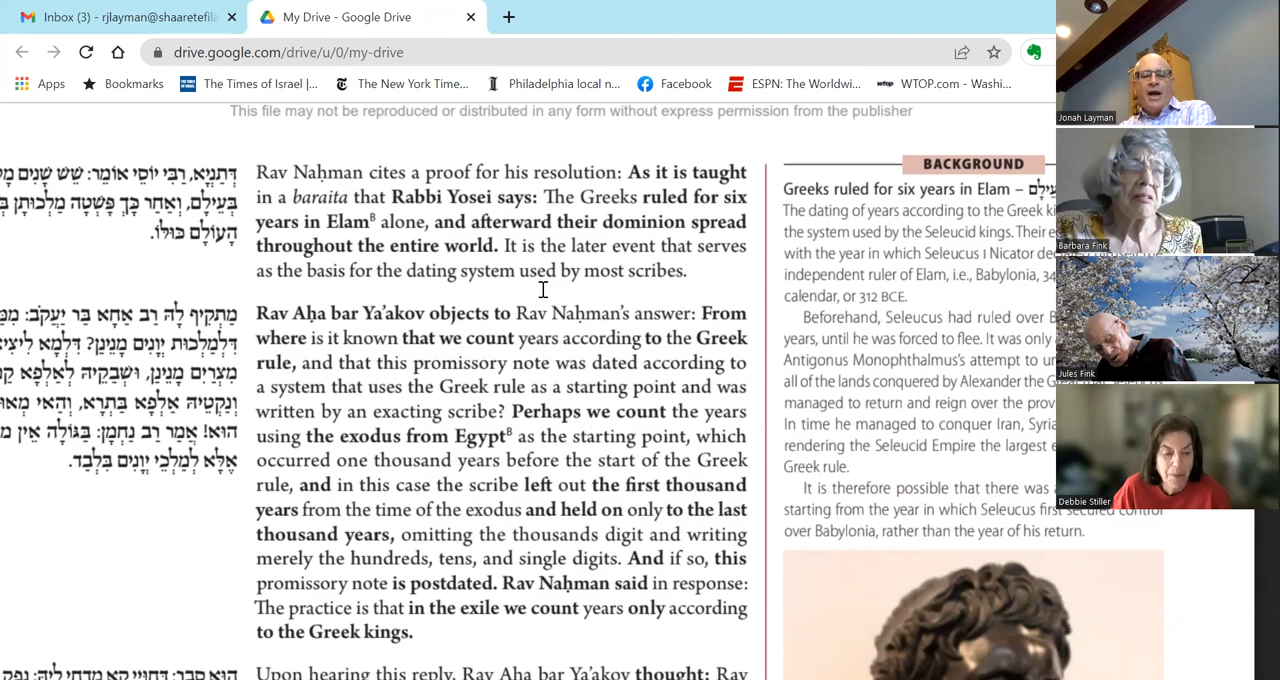 Inbox (3) - rjlayman@shaaretefila
My Drive - Google Drive
drive.google.com/drive/u/0/my-drive
Apps
Bookmarks
The Times of Israel |...
The New York Time...
Philadelphia local n...
Facebook
ESPN: The Worldwi...
WTOP.com - Washi...
This file may not be reproduced or distributed in any form without express permission from the publisher
דְּתַנְיָא, רַבִּי יוֹסֵי אוֹמֵר: שֵׁשׁ שָׁנִים
בְּעֵילָם, וְאַחַר כָּךְ פָּשְׁטָה מַלְכוּתָן
הָעוֹלָם כּוּלּוֹ.
Rav Naḥman cites a proof for his resolution: As it is taught
in a baraita that Rabbi Yosei says: The Greeks ruled for six
years in Elam B alone, and afterward their dominion spread
throughout the entire world. It is the later event that serves
as the basis for the dating system used by most scribes.
מַתְקִיף לָהּ רַב אַחָא בַּר יַעֲקֹב:
דִּלְמַלְכוּת יְוָנִים מָנֵינַן? דִּלְמָא
מִצְרַיִם מָנֵינַן, וּשְׁבַקֵיהּ לְאַלְפָּא
וְנַקְטֵיהּ אַלְפָּא בַּתְרָא, וְהַאי
הוּא! אֲמַר רַב נַחְמָן: בַּגּוֹלָה אֵין
אֶלָּא לְמַלְכֵי יְוָנִים בִּלְבַד.
Rav Aḥa bar Ya'akov objects to Rav Naḥman's answer: From
where is it known that we count years according to the Greek
rule, and that this promissory note was dated according to
a system that uses the Greek rule as a starting point and was
written by an exacting scribe? Perhaps we count the years
using the exodus from Egypt B as the starting point, which
occurred one thousand years before the start of the Greek
rule, and in this case the scribe left out the first thousand
years from the time of the exodus and held on only to the last
thousand years, omitting the thousands digit and writing
merely the hundreds, tens, and single digits. And if so, this
promissory note is postdated. Rav Naḥman said in response:
The practice is that in the exile we count years only according
to the Greek kings.
Upon hearing this reply, Rav Aḥa bar Ya'akov thought: Rav
BACKGROUND
Greeks ruled for six years in Elam –
The dating of years according to the Greek
the system used by the Seleucid kings. Their
with the year in which Seleucus I Nicator
independent ruler of Elam, i.e., Babylonia,
calendar, or 312 BCE.
Beforehand, Seleucus had ruled over
years, until he was forced to flee. It was only
Antigonus Monophthalmus's attempt to
all of the lands conquered by Alexander the
managed to return and reign over the
In time he managed to conquer Iran, Syria
rendering the Seleucid Empire the largest
Greek rule.
It is therefore possible that there was
starting from the year in which Seleucus first secured control
over Babylonia, rather than the year of his return.
Jonah Layman
Barbara Fink
Jules Fink
Debbie Stiller